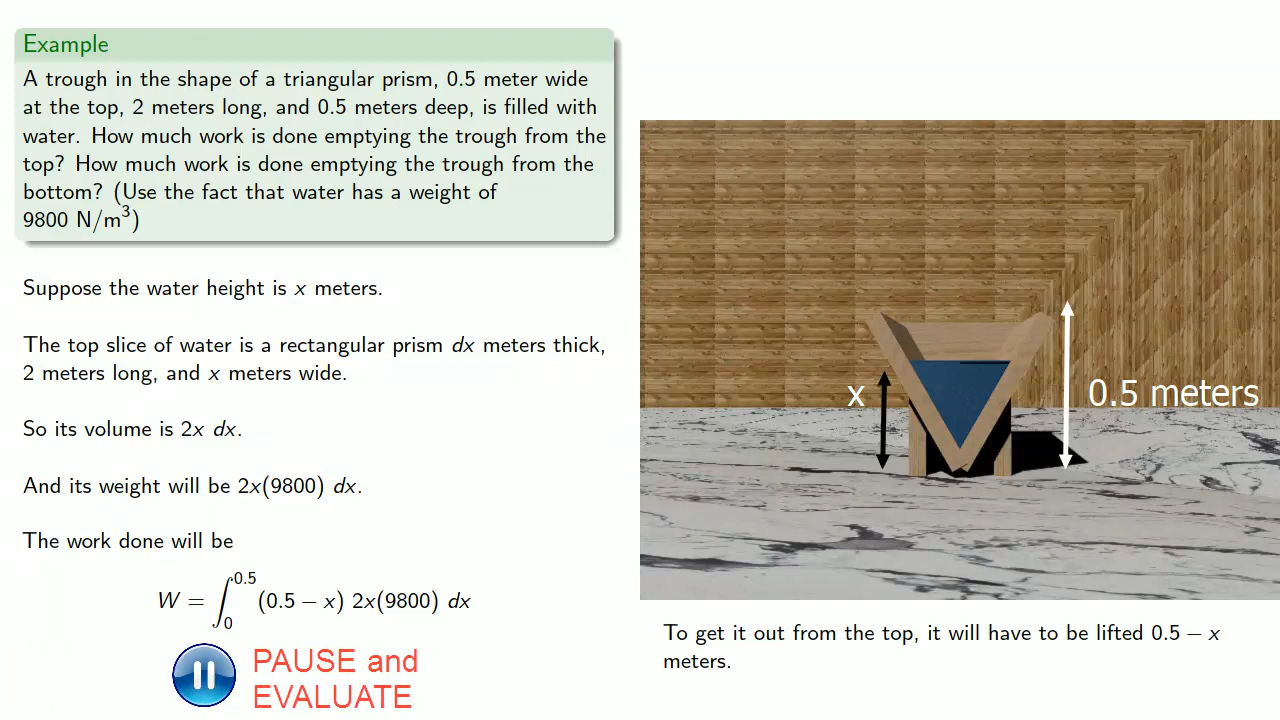 Example
A trough in the shape of a triangular prism, 0.5 meter wide
at the top, 2 meters long, and 0.5 meters deep, is filled with
water. How much work is done emptying the trough from the
top? How much work is done emptying the trough from the
bottom? (Use the fact that water has a weight of
9800 N/m³)
Suppose the water height is x meters.
The top slice of water is a rectangular prism dx meters thick,
2 meters long, and x meters wide.
So its volume is 2x dx.
And its weight will be 2x(9800) dx.
The work done will be
W = ∫₀^0.5 (0.5 − x) 2x(9800) dx
PAUSE and
EVALUATE
x
0.5 meters
To get it out from the top, it will have to be lifted 0.5 − x
meters.